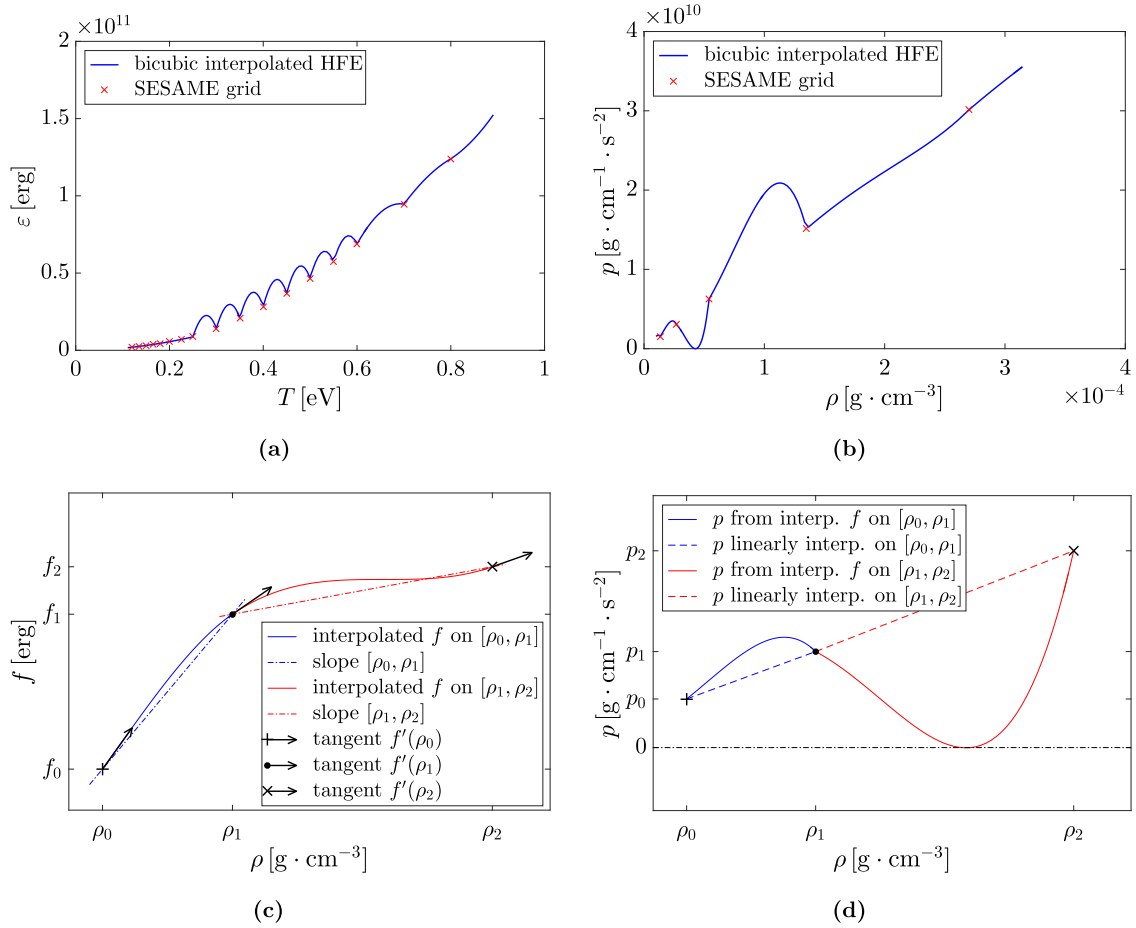 ×10¹¹
2
1.5
1
0.5
0
ε [erg]
bicubic interpolated HFE
SESAME grid
0 0.2 0.4 0.6 0.8 1
T [eV]
(a)
×10¹⁰
4
3
2
1
0
p [g · cm⁻¹ · s⁻²]
bicubic interpolated HFE
SESAME grid
0 1 2 3 4
ρ [g · cm⁻³]
×10⁻⁴
(b)
f₂
f₁
f₀
f [erg]
interpolated f on [ρ₀, ρ₁]
slope [ρ₀, ρ₁]
interpolated f on [ρ₁, ρ₂]
slope [ρ₁, ρ₂]
tangent f′(ρ₀)
tangent f′(ρ₁)
tangent f′(ρ₂)
ρ₀ ρ₁ ρ₂
ρ [g · cm⁻³]
(c)
p from interp. f on [ρ₀, ρ₁]
p linearly interp. on [ρ₀, ρ₁]
p from interp. f on [ρ₁, ρ₂]
p linearly interp. on [ρ₁, ρ₂]
p₂
p₁
p₀
0
p [g · cm⁻¹ · s⁻²]
ρ₀ ρ₁ ρ₂
ρ [g · cm⁻³]
(d)